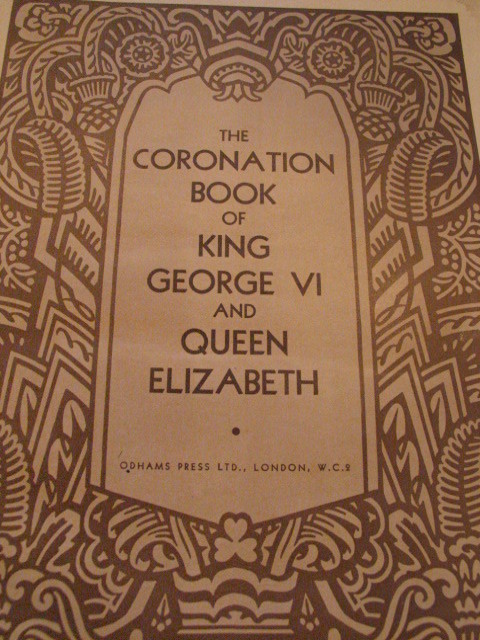 THE
CORONATION
BOOK
OF
KING
GEORGE VI
AND
QUEEN
ELIZABETH
ODHAMS PRESS LTD., LONDON, W.C.2